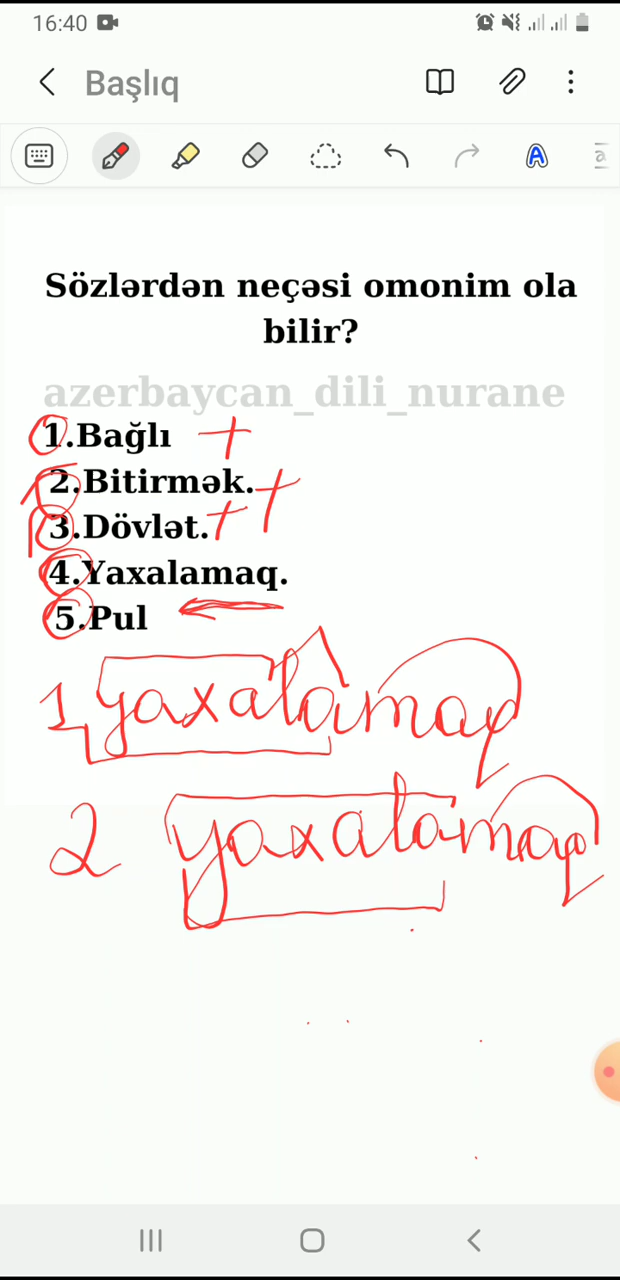 16:40
Başlıq
A a
Sözlərdən neçəsi omonim ola
bilir?
azerbaycan_dili_nurane
1.Bağlı +
2.Bitirmək. +
3.Dövlət. ++
4.Yaxalamaq.
5.Pul
1, yaxalamaq
2 yaxalamaq